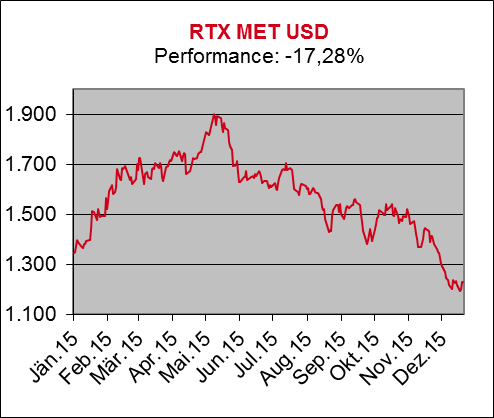 RTX MET USD
Performance: -17,28%
1.900
1.700
1.500
1.300
1.100
Jän.15
Feb.15
Mär.15
Apr.15
Mai.15
Jun.15
Jul.15
Aug.15
Sep.15
Okt.15
Nov.15
Dez.15